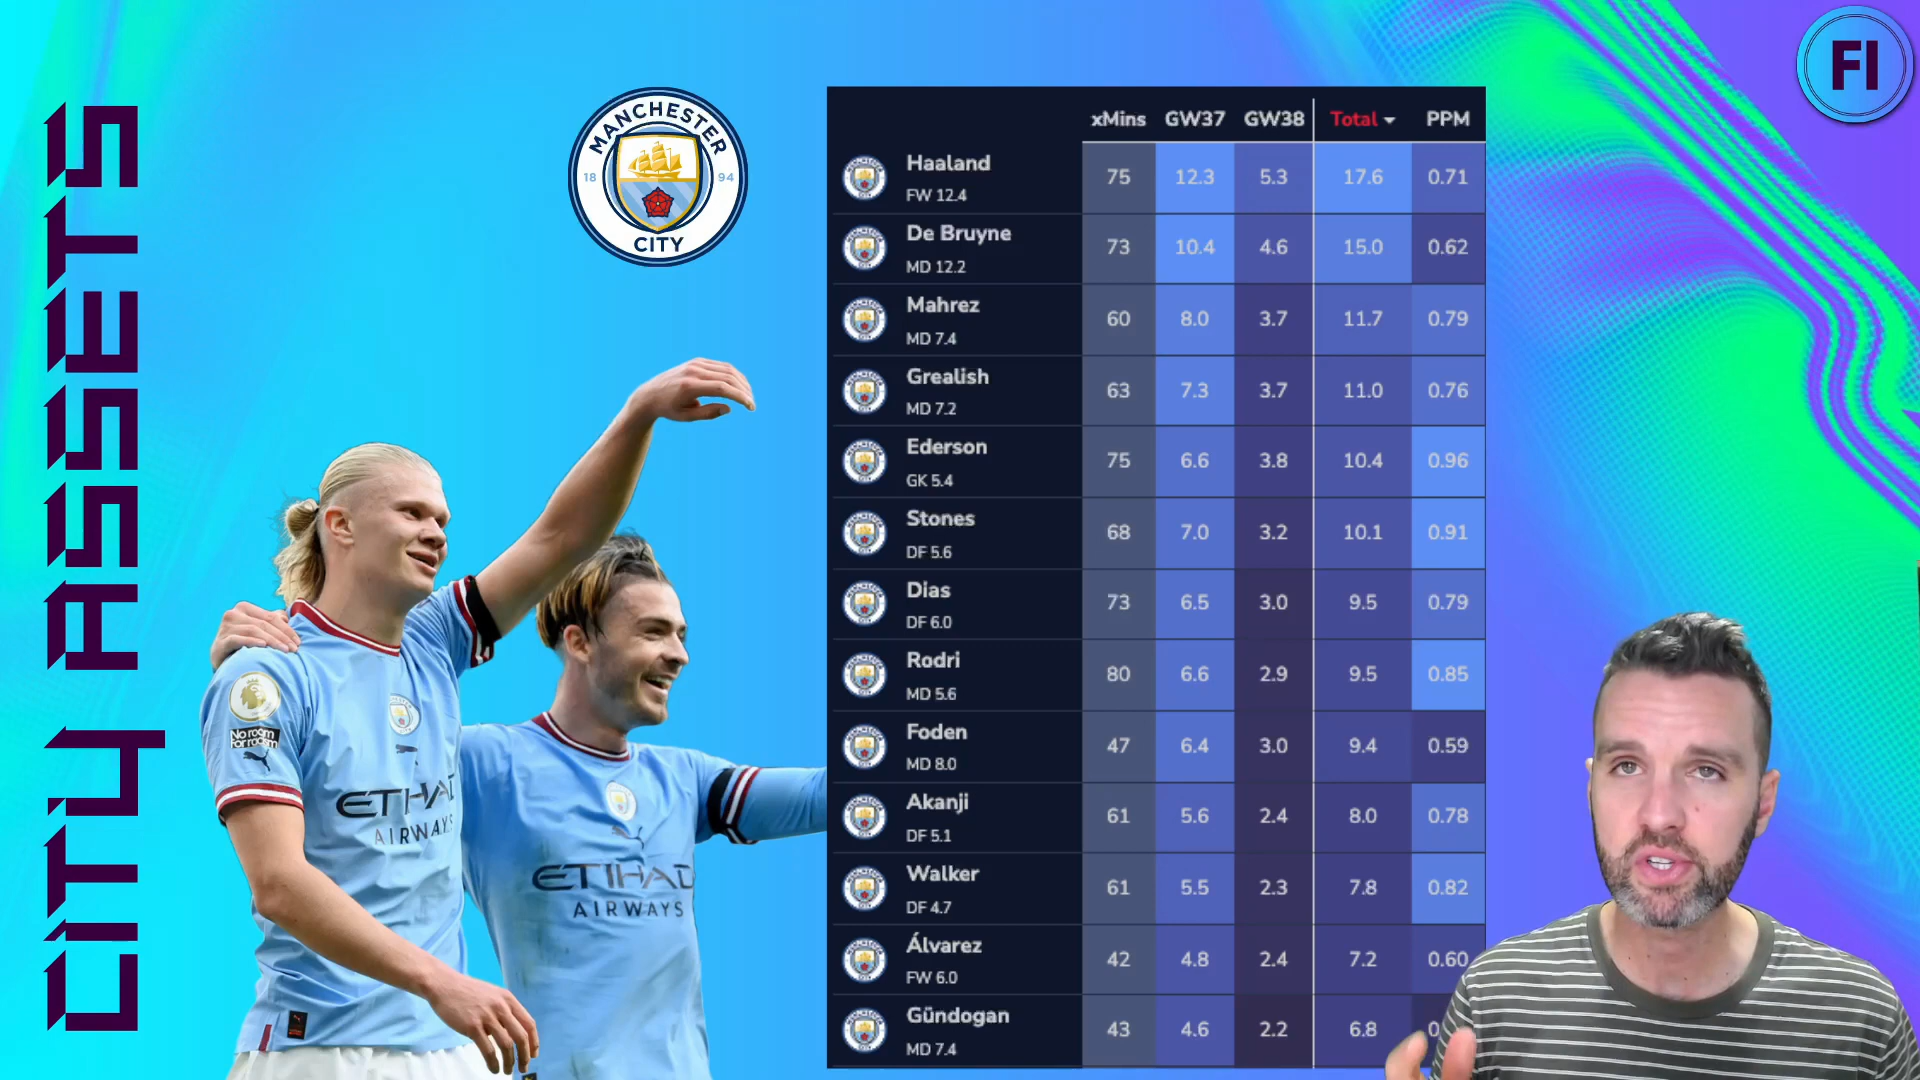 CITY ASSETS
MANCHESTER
18 94
CITY
FI
xMins GW37 GW38 Total PPM
Haaland
FW 12.4
75 12.3 5.3 17.6 0.71
De Bruyne
MD 12.2
73 10.4 4.6 15.0 0.62
Mahrez
MD 7.4
60 8.0 3.7 11.7 0.79
Grealish
MD 7.2
63 7.3 3.7 11.0 0.76
Ederson
GK 5.4
75 6.6 3.8 10.4 0.96
Stones
DF 5.6
68 7.0 3.2 10.1 0.91
Dias
DF 6.0
73 6.5 3.0 9.5 0.79
Rodri
MD 5.6
80 6.6 2.9 9.5 0.85
Foden
MD 8.0
47 6.4 3.0 9.4 0.59
Akanji
DF 5.1
61 5.6 2.4 8.0 0.78
Walker
DF 4.7
61 5.5 2.3 7.8 0.82
Álvarez
FW 6.0
42 4.8 2.4 7.2 0.60
Gündogan
MD 7.4
43 4.6 2.2 6.8
No room
for racism
ETIHAD
AIRWAYS
ETIHAD
AIRWAYS